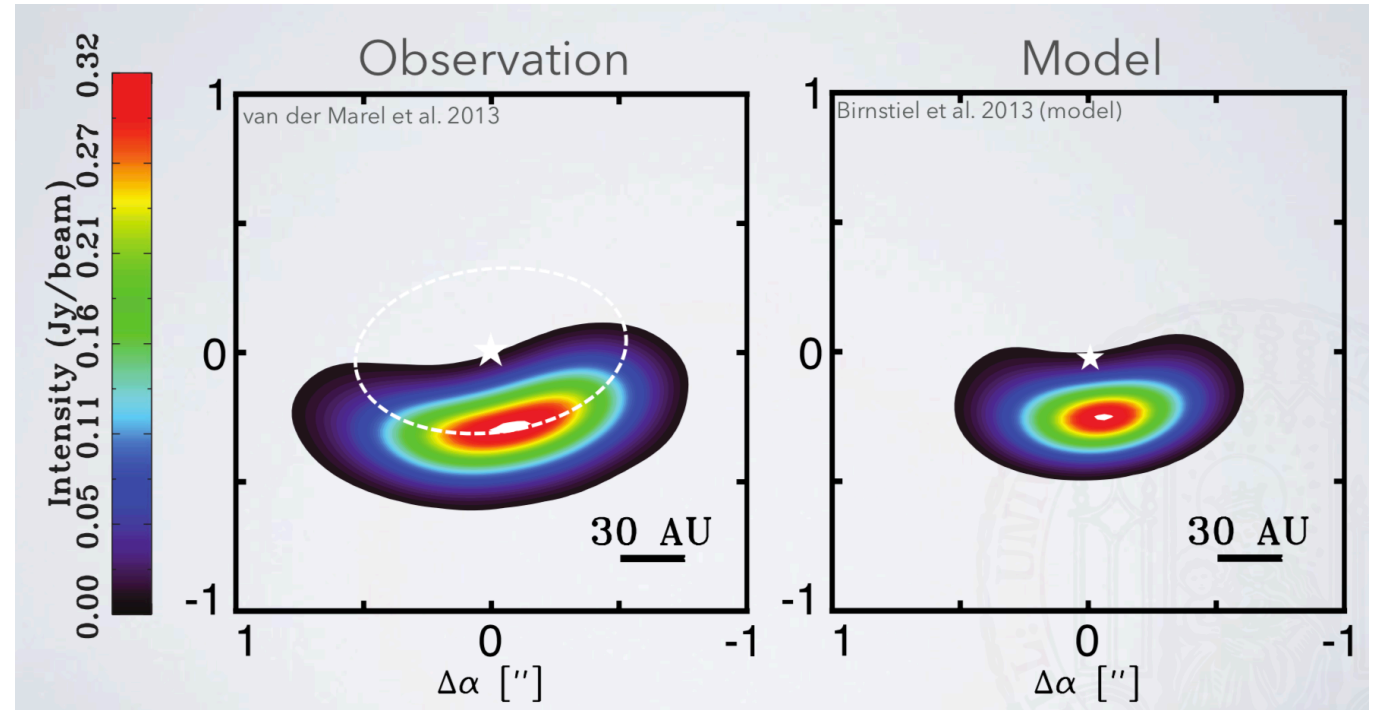 Observation
Model
van der Marel et al. 2013
Birnstiel et al. 2013 (model)
Intensity (Jy/beam)
0.32
0.27
0.21
0.16
0.11
0.05
0.00
1
0
-1
1
0
-1
30 AU
30 AU
1
0
-1
1
0
-1
Δα ["]
Δα ["]